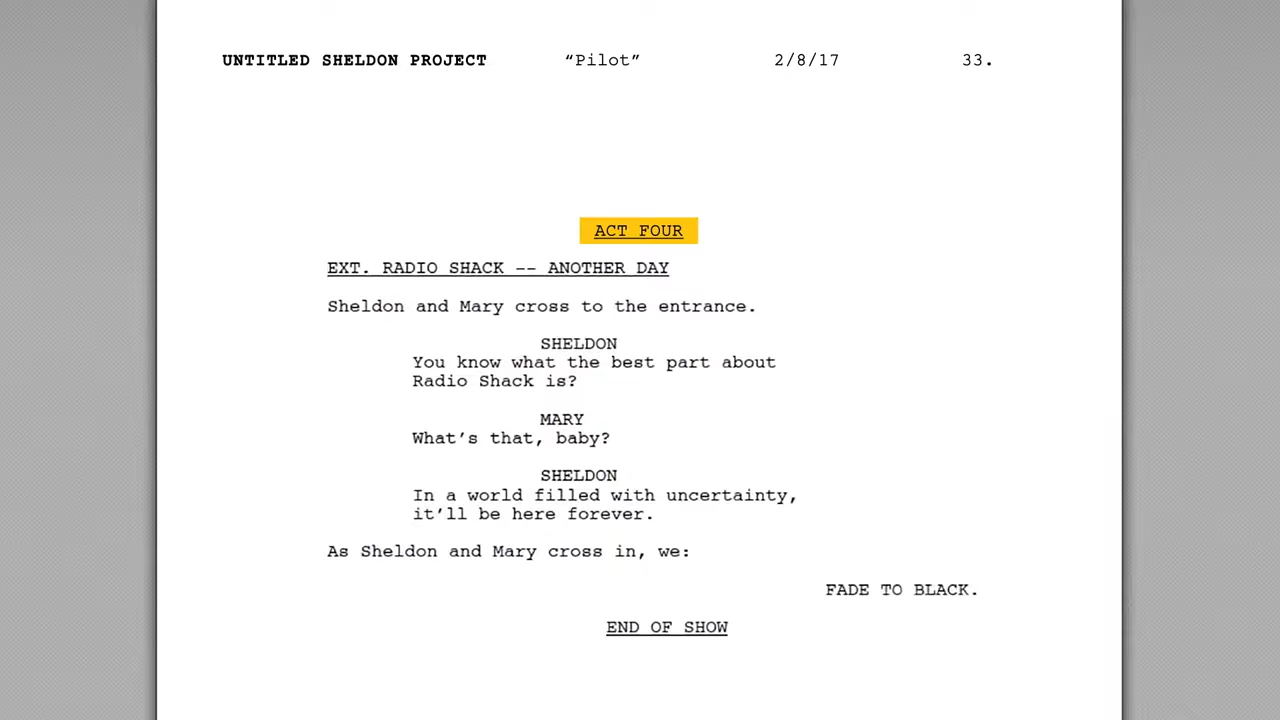 UNTITLED SHELDON PROJECT “Pilot” 2/8/17 33.
ACT FOUR
EXT. RADIO SHACK -- ANOTHER DAY
Sheldon and Mary cross to the entrance.
SHELDON
You know what the best part about
Radio Shack is?
MARY
What’s that, baby?
SHELDON
In a world filled with uncertainty,
it’ll be here forever.
As Sheldon and Mary cross in, we:
FADE TO BLACK.
END OF SHOW